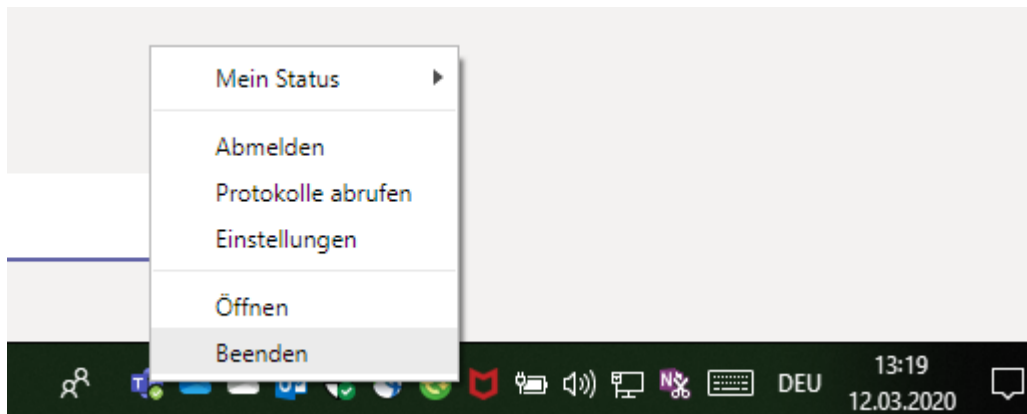 Mein Status
Abmelden
Protokolle abrufen
Einstellungen
Öffnen
Beenden
DEU
13:19
12.03.2020